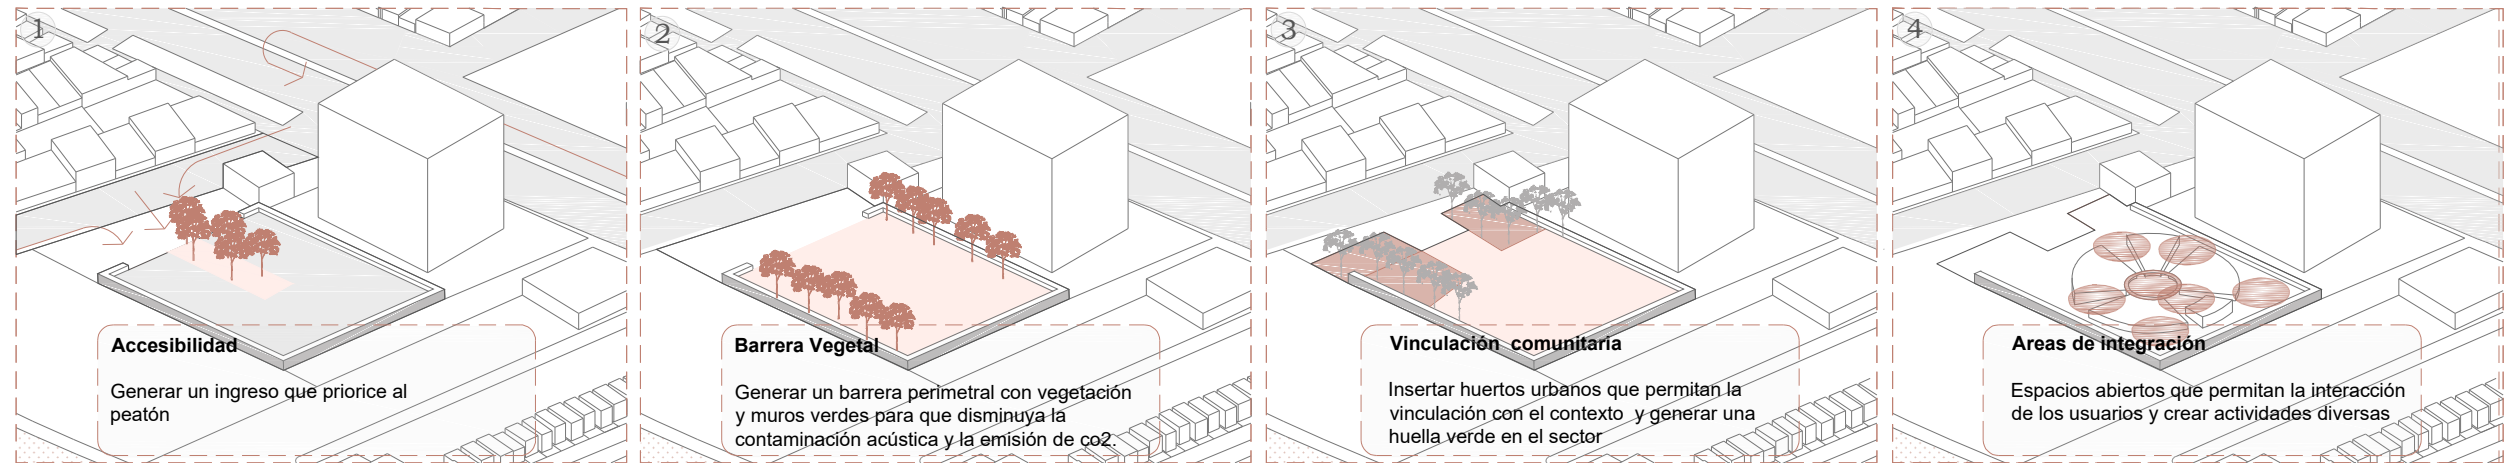 1
Accesibilidad
Generar un ingreso que priorice al
peatón
2
Barrera Vegetal
Generar un barrera perimetral con vegetación
y muros verdes para que disminuya la
contaminación acústica y la emisión de co2.
3
Vinculación comunitaria
Insertar huertos urbanos que permitan la
vinculación con el contexto y generar una
huella verde en el sector
4
Areas de integración
Espacios abiertos que permitan la interacción
de los usuarios y crear actividades diversas